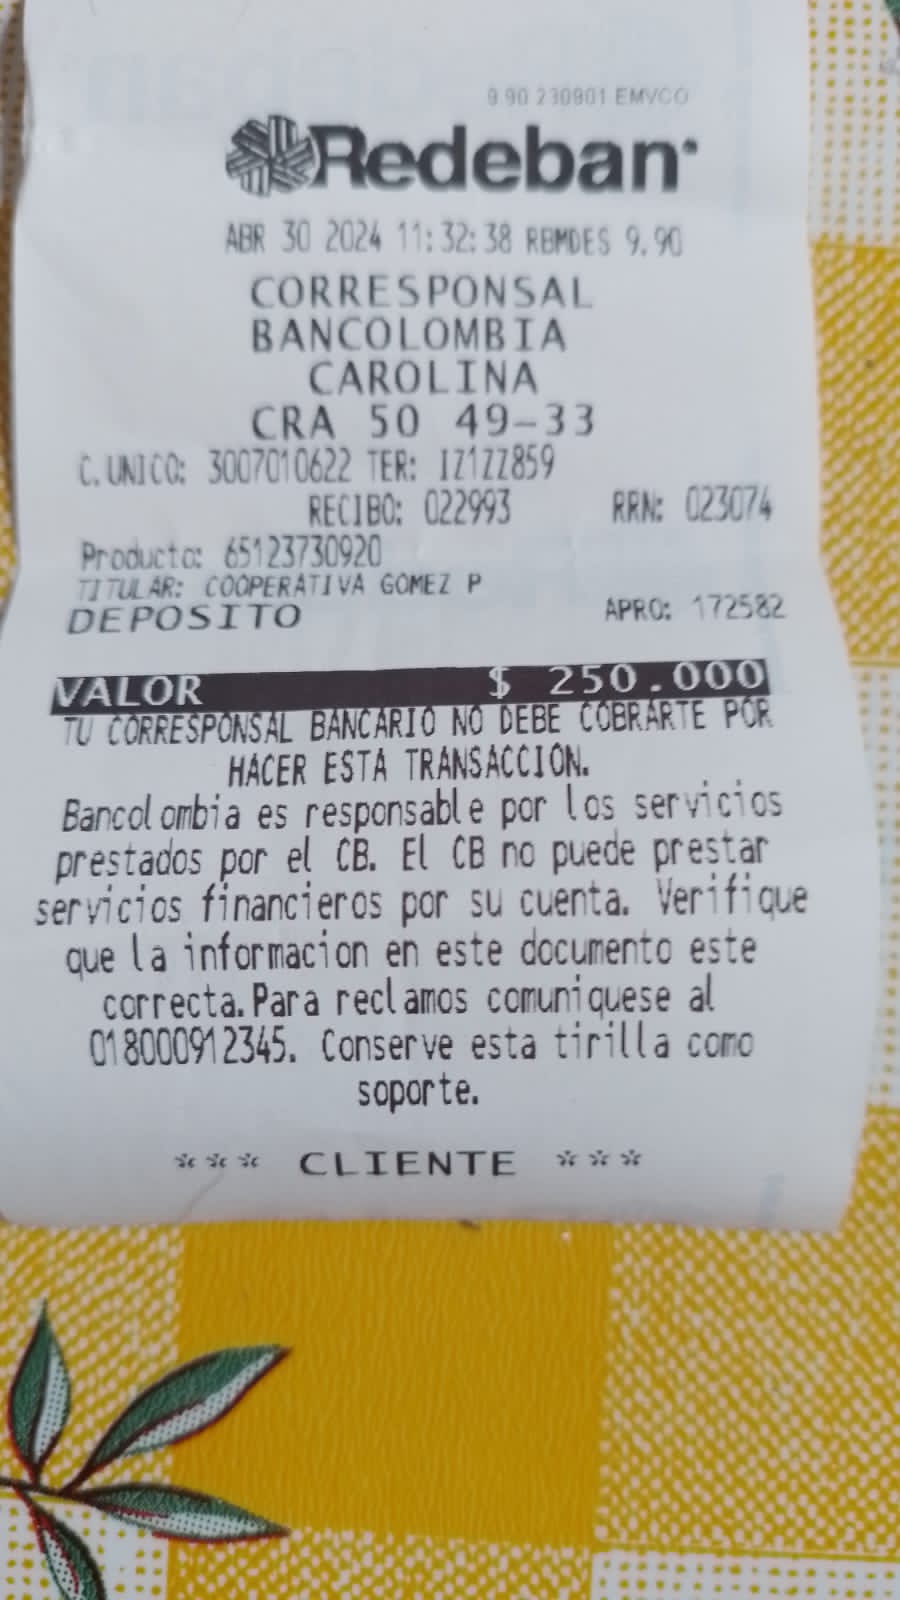 9.90 230901 EMVCO
Redeban
ABR 30 2024 11:32:38 RBMDES 9.90
CORRESPONSAL
BANCOLOMBIA
CAROLINA
CRA 50 49-33
C. UNICO: 3007010622 TER: IZ1ZZ859
RECIBO: 022993 RRN: 023074
Producto: 65123730920
TITULAR: COOPERATIVA GOMEZ P
DEPOSITO APRO: 172582
VALOR $ 250.000
TU CORRESPONSAL BANCARIO NO DEBE COBRARTE POR
HACER ESTA TRANSACCION.
Bancolombia es responsable por los servicios
prestados por el CB. El CB no puede prestar
servicios financieros por su cuenta. Verifique
que la informacion en este documento este
correcta.Para reclamos comuniquese al
018000912345. Conserve esta tirilla como
soporte.
*** CLIENTE ***